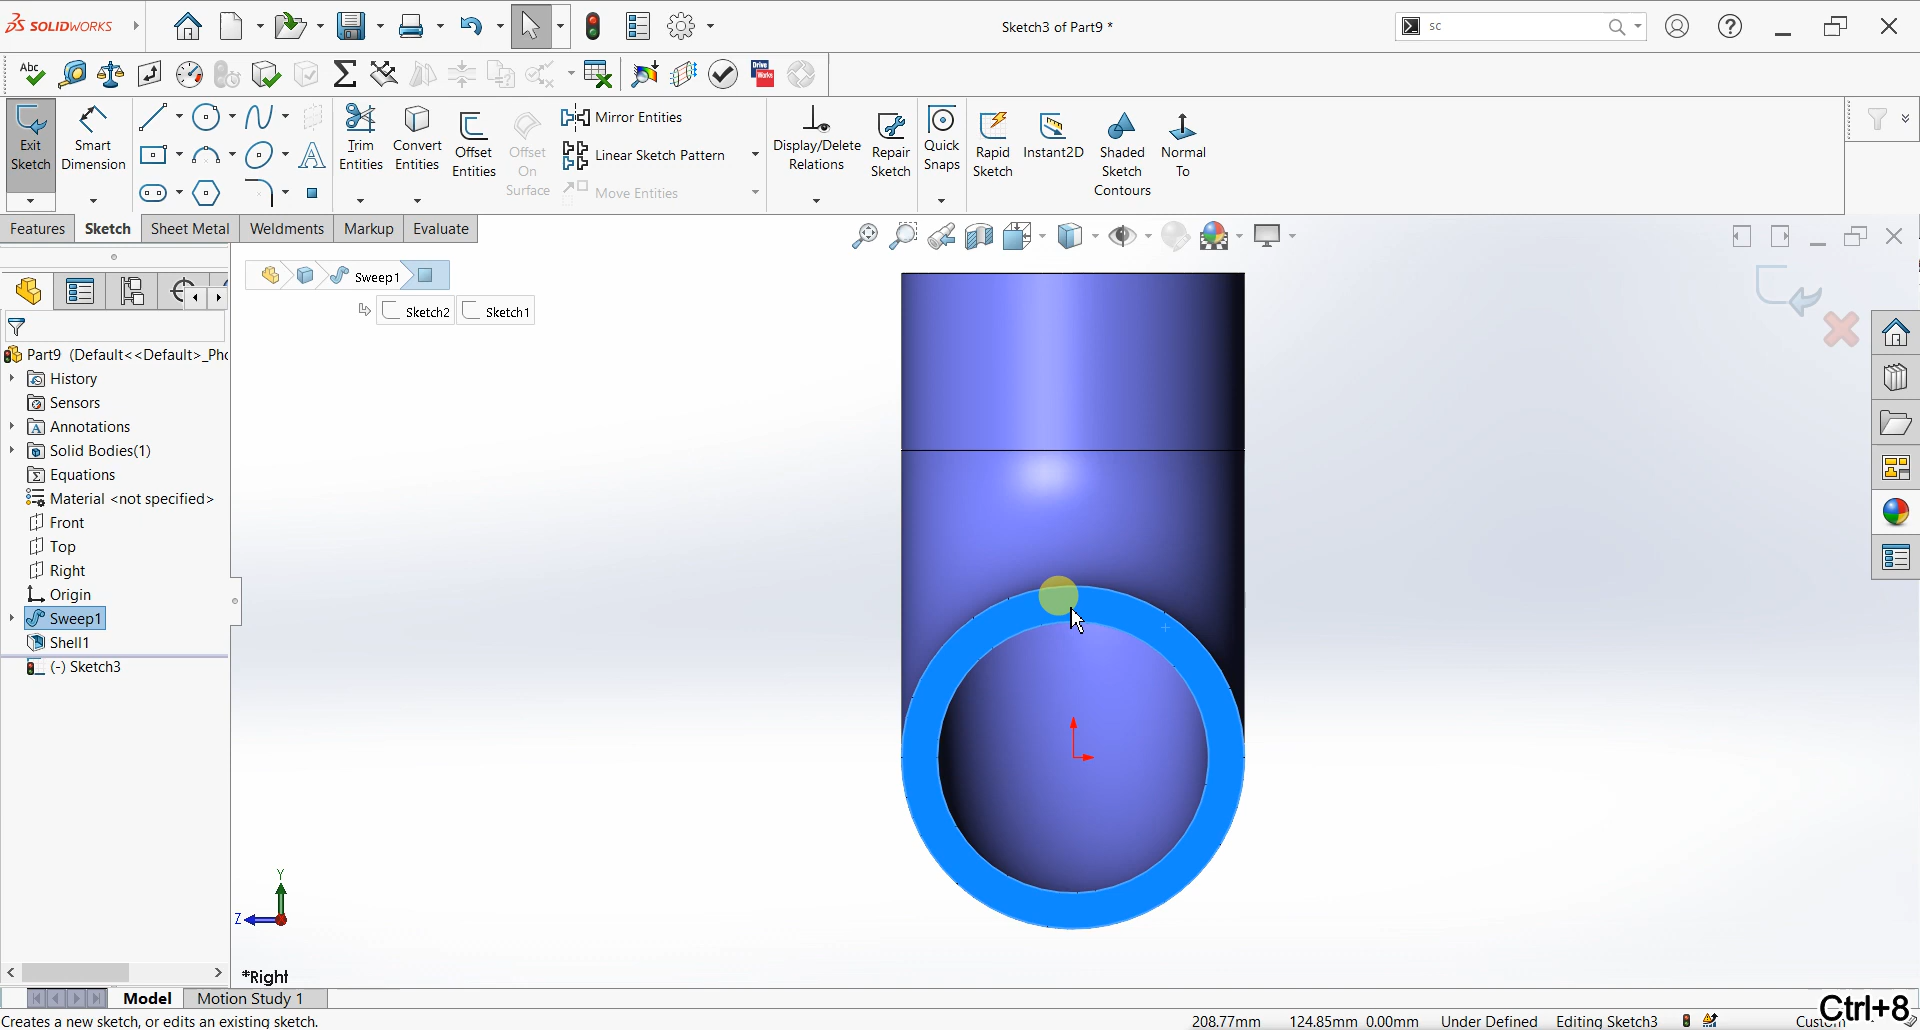 SOLIDWORKS
Sketch3 of Part9 *
sc
Abc
Exit Sketch
Smart Dimension
Trim Entities
Convert Entities
Offset Entities
Offset On Surface
Mirror Entities
Linear Sketch Pattern
Move Entities
Display/Delete Relations
Repair Sketch
Quick Snaps
Rapid Sketch
Instant2D
Shaded Sketch Contours
Normal To
Features
Sketch
Sheet Metal
Weldments
Markup
Evaluate
Sweep1
Sketch2
Sketch1
Part9 (Default<<Default>_Pho
History
Sensors
Annotations
Solid Bodies(1)
Equations
Material <not specified>
Front
Top
Right
Origin
Sweep1
Shell1
(-) Sketch3
Y
Z
*Right
Model
Motion Study 1
Ctrl+8
Creates a new sketch, or edits an existing sketch.
208.77mm
124.85mm
0.00mm
Under Defined
Editing Sketch3